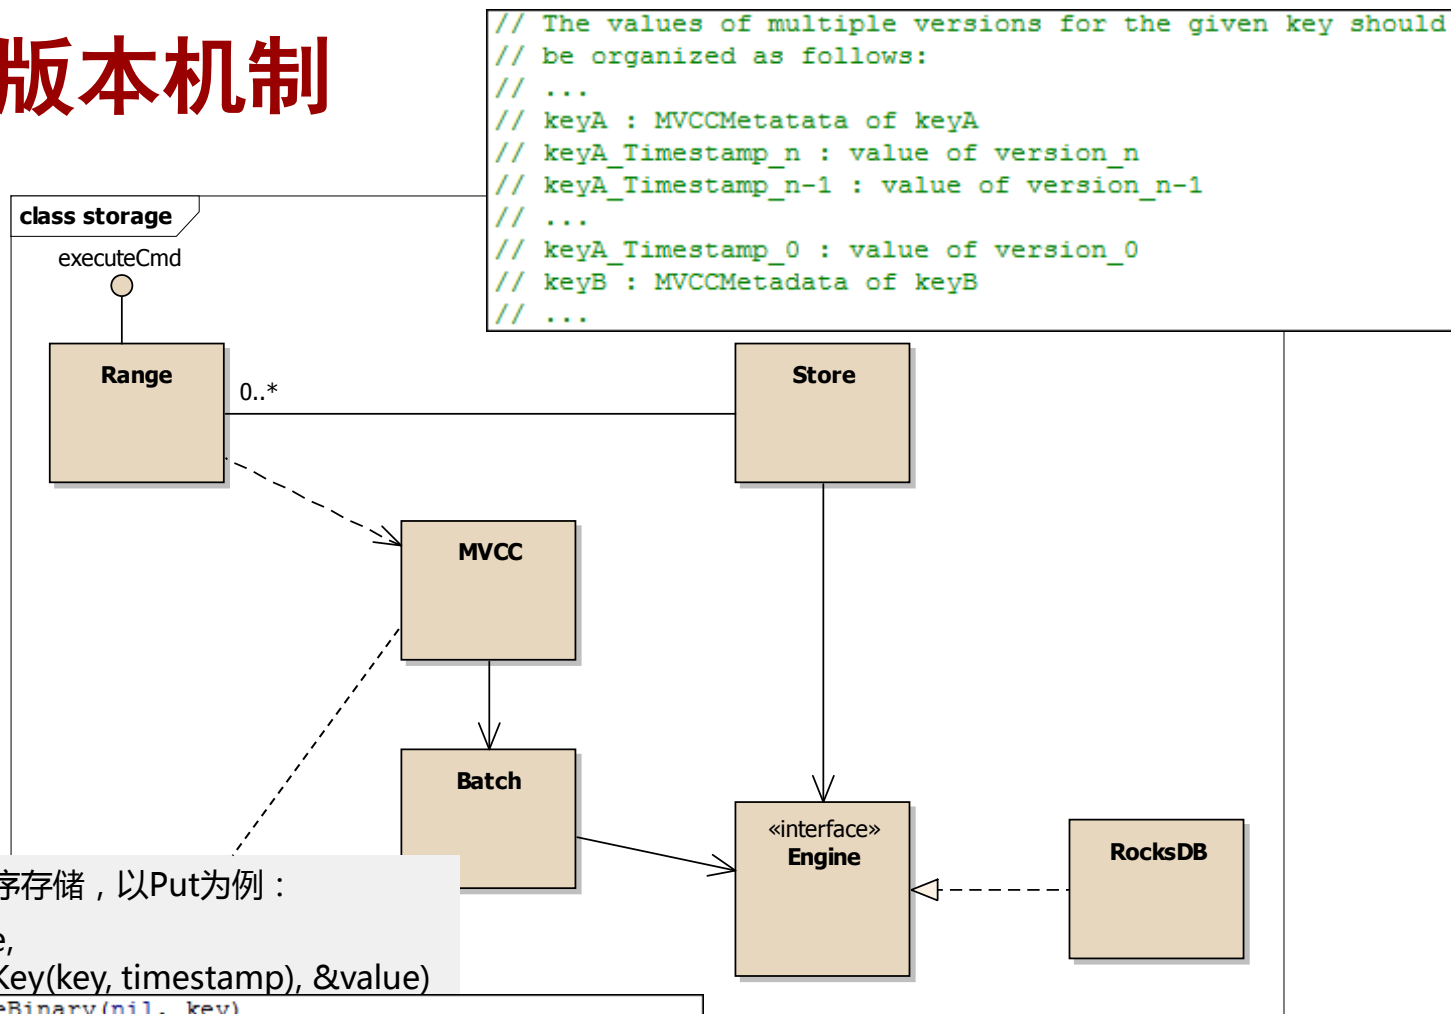 版本机制
// The values of multiple versions for the given key should
// be organized as follows:
// ...
// keyA : MVCCMetatata of keyA
// keyA_Timestamp_n : value of version_n
// keyA_Timestamp_n-1 : value of version_n-1
// ...
// keyA_Timestamp_0 : value of version_0
// keyB : MVCCMetadata of keyB
// ...
class storage
executeCmd
Range
0..*
Store
MVCC
Batch
«interface»
Engine
RocksDB
序存储，以Put为例：
e,
Key(key, timestamp), &value)
eBinary(nil, key)